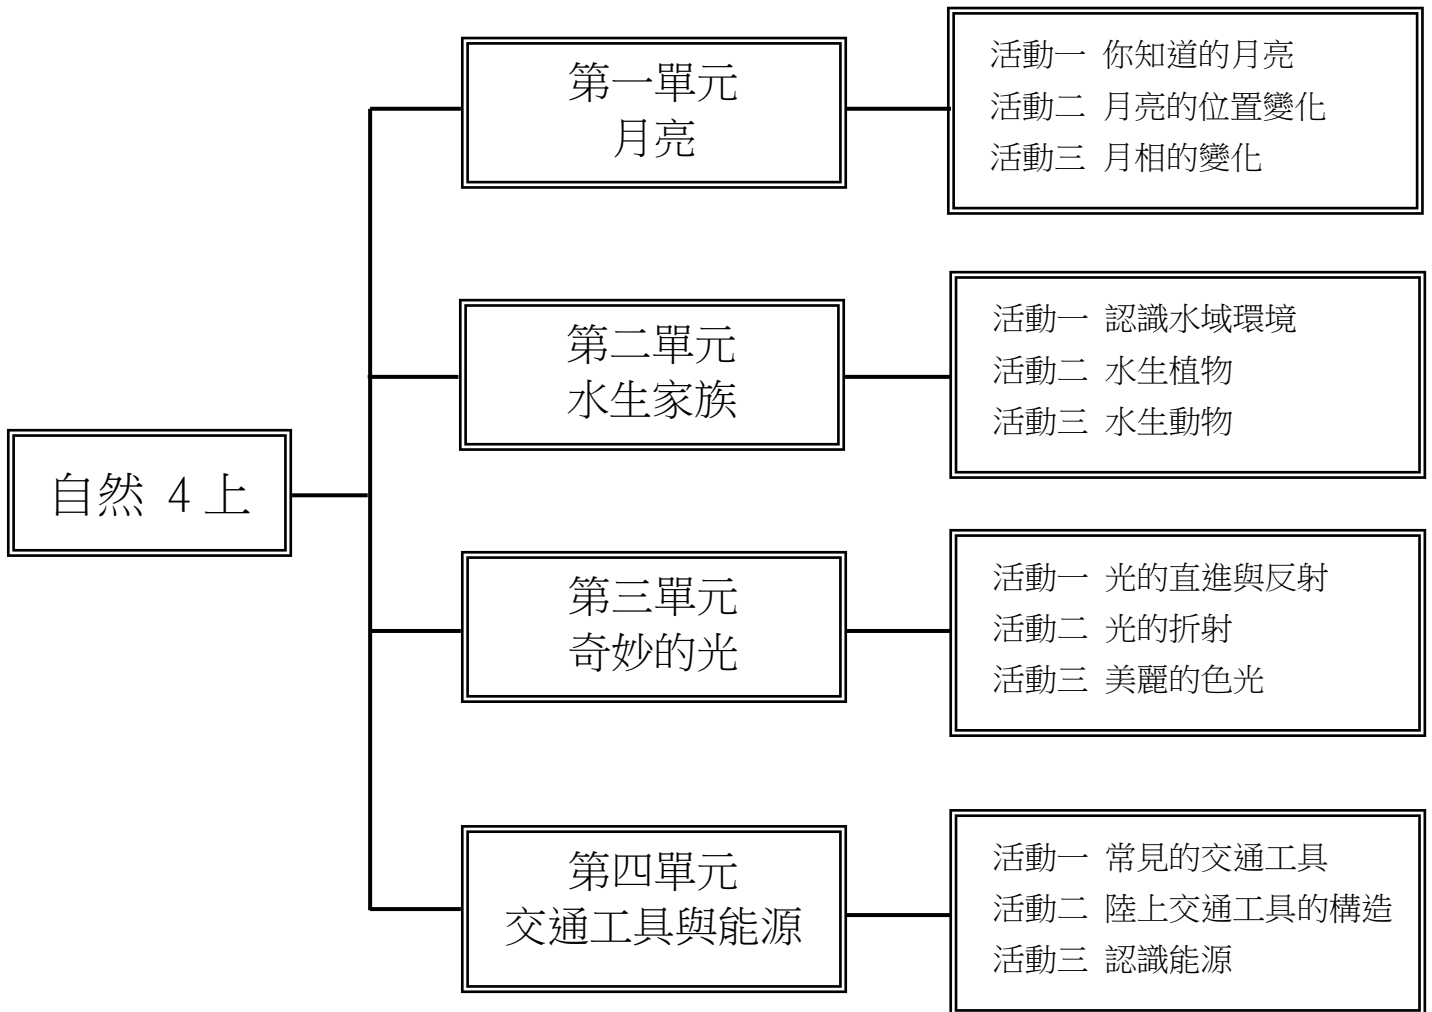 自然 4 上
第一單元
月亮
活動一 你知道的月亮
活動二 月亮的位置變化
活動三 月相的變化
第二單元
水生家族
活動一 認識水域環境
活動二 水生植物
活動三 水生動物
第三單元
奇妙的光
活動一 光的直進與反射
活動二 光的折射
活動三 美麗的色光
第四單元
交通工具與能源
活動一 常見的交通工具
活動二 陸上交通工具的構造
活動三 認識能源